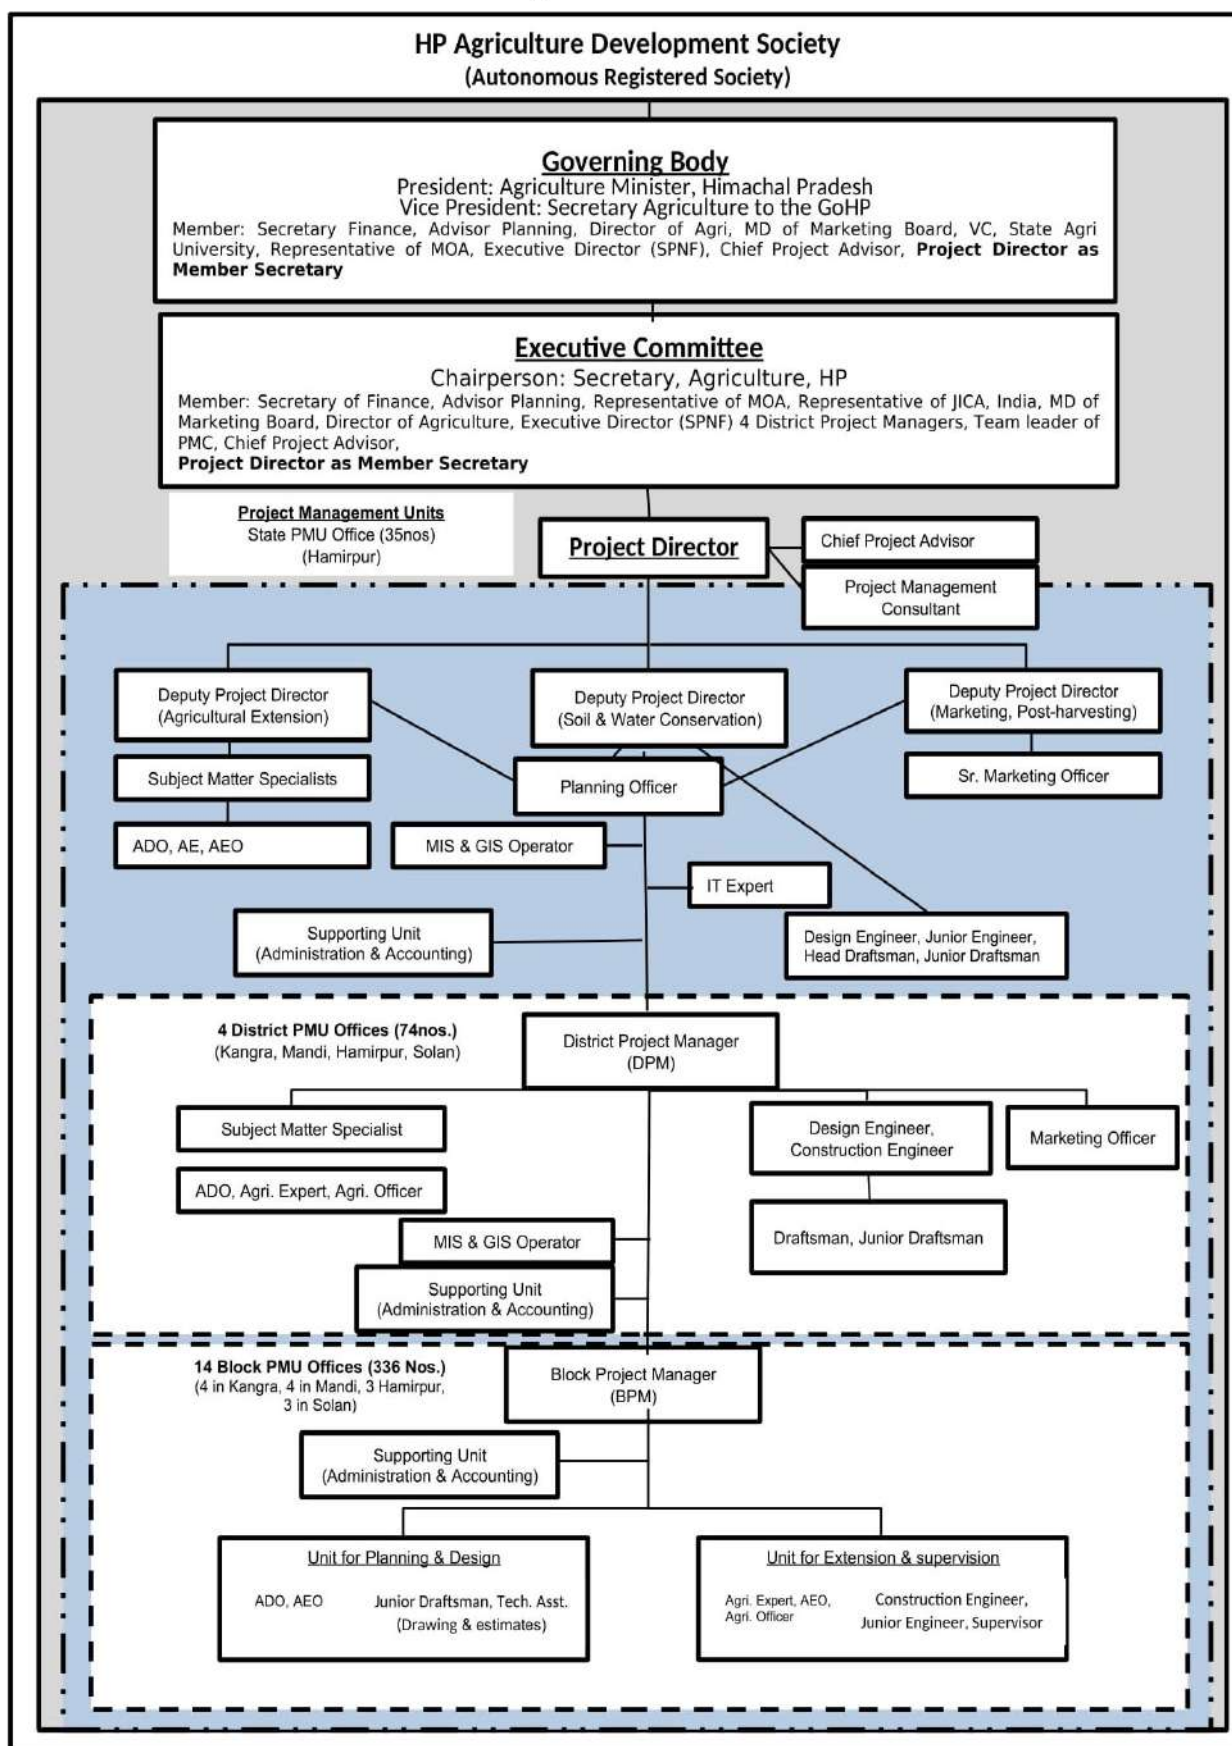 HP Agriculture Development Society
(Autonomous Registered Society)
Governing Body
President: Agriculture Minister, Himachal Pradesh
Vice President: Secretary Agriculture to the GoHP
Member: Secretary Finance, Advisor Planning, Director of Agri, MD of Marketing Board, VC, State Agri
University, Representative of MOA, Executive Director (SPNF), Chief Project Advisor, Project Director as
Member Secretary
Executive Committee
Chairperson: Secretary, Agriculture, HP
Member: Secretary of Finance, Advisor Planning, Representative of MOA, Representative of JICA, India, MD of
Marketing Board, Director of Agriculture, Executive Director (SPNF) 4 District Project Managers, Team leader of
PMC, Chief Project Advisor,
Project Director as Member Secretary
Project Management Units
State PMU Office (35nos)
(Hamirpur)
Project Director
Chief Project Advisor
Project Management
Consultant
Deputy Project Director
(Agricultural Extension)
Deputy Project Director
(Soil & Water Conservation)
Deputy Project Director
(Marketing, Post-harvesting)
Subject Matter Specialists
Planning Officer
Sr. Marketing Officer
ADO, AE, AEO
MIS & GIS Operator
IT Expert
Supporting Unit
(Administration & Accounting)
Design Engineer, Junior Engineer,
Head Draftsman, Junior Draftsman
4 District PMU Offices (74nos.)
(Kangra, Mandi, Hamirpur, Solan)
District Project Manager
(DPM)
Subject Matter Specialist
Design Engineer,
Construction Engineer
Marketing Officer
ADO, Agri. Expert, Agri. Officer
MIS & GIS Operator
Draftsman, Junior Draftsman
Supporting Unit
(Administration & Accounting)
14 Block PMU Offices (336 Nos.)
(4 in Kangra, 4 in Mandi, 3 Hamirpur,
3 in Solan)
Block Project Manager
(BPM)
Supporting Unit
(Administration & Accounting)
Unit for Planning & Design
ADO, AEO
Junior Draftsman, Tech. Asst.
(Drawing & estimates)
Unit for Extension & supervision
Agri. Expert, AEO,
Agri. Officer
Construction Engineer,
Junior Engineer, Supervisor